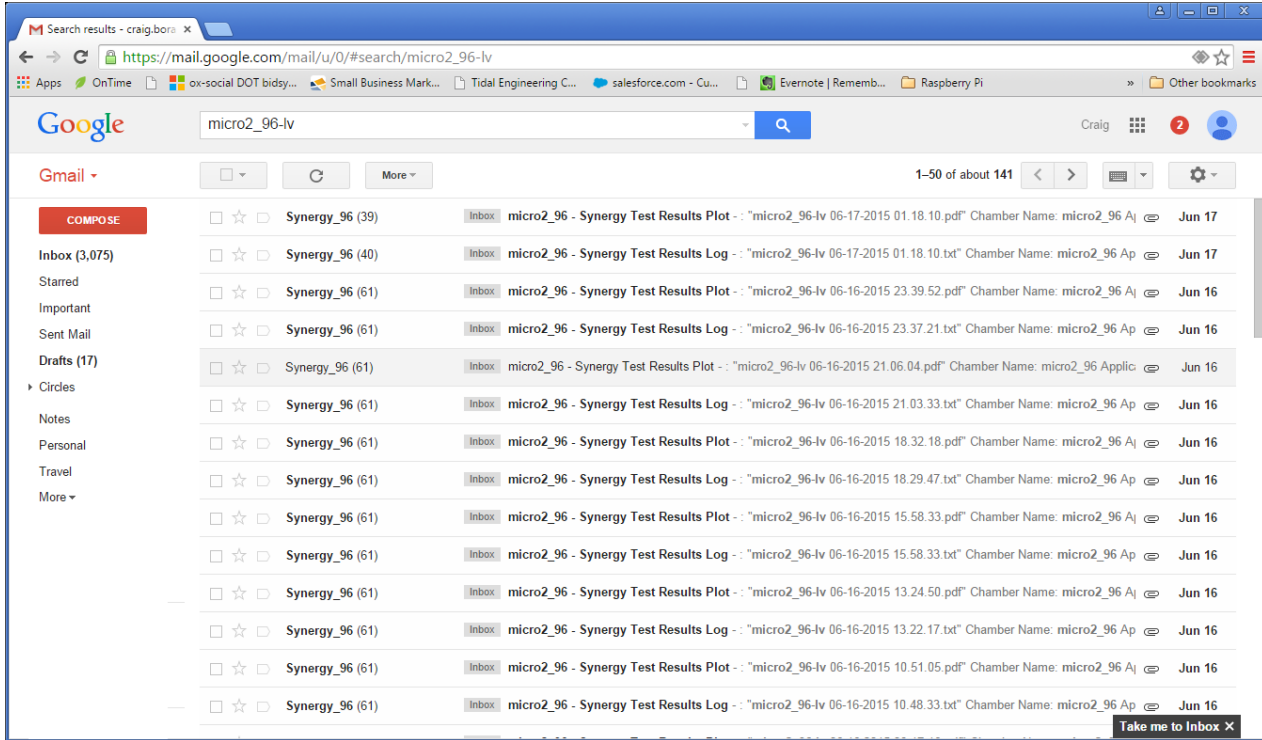 Search results - craig.bora
https://mail.google.com/mail/u/0/#search/micro2_96-lv
Apps OnTime ox-social DOT bidsy... Small Business Mark... Tidal Engineering C... salesforce.com - Cu... Evernote | Rememb... Raspberry Pi » Other bookmarks
Google micro2_96-lv Craig 2
Gmail More 1–50 of about 141
COMPOSE
Inbox (3,075)
Starred
Important
Sent Mail
Drafts (17)
Circles
Notes
Personal
Travel
More
Synergy_96 (39) Inbox micro2_96 - Synergy Test Results Plot - : "micro2_96-lv 06-17-2015 01.18.10.pdf" Chamber Name: micro2_96 A Jun 17
Synergy_96 (40) Inbox micro2_96 - Synergy Test Results Log - : "micro2_96-lv 06-17-2015 01.18.10.txt" Chamber Name: micro2_96 Ap Jun 17
Synergy_96 (61) Inbox micro2_96 - Synergy Test Results Plot - : "micro2_96-lv 06-16-2015 23.39.52.pdf" Chamber Name: micro2_96 A Jun 16
Synergy_96 (61) Inbox micro2_96 - Synergy Test Results Log - : "micro2_96-lv 06-16-2015 23.37.21.txt" Chamber Name: micro2_96 Ap Jun 16
Synergy_96 (61) Inbox micro2_96 - Synergy Test Results Plot - : "micro2_96-lv 06-16-2015 21.06.04.pdf" Chamber Name: micro2_96 Applic Jun 16
Synergy_96 (61) Inbox micro2_96 - Synergy Test Results Log - : "micro2_96-lv 06-16-2015 21.03.33.txt" Chamber Name: micro2_96 Ap Jun 16
Synergy_96 (61) Inbox micro2_96 - Synergy Test Results Plot - : "micro2_96-lv 06-16-2015 18.32.18.pdf" Chamber Name: micro2_96 A Jun 16
Synergy_96 (61) Inbox micro2_96 - Synergy Test Results Log - : "micro2_96-lv 06-16-2015 18.29.47.txt" Chamber Name: micro2_96 Ap Jun 16
Synergy_96 (61) Inbox micro2_96 - Synergy Test Results Plot - : "micro2_96-lv 06-16-2015 15.58.33.pdf" Chamber Name: micro2_96 A Jun 16
Synergy_96 (61) Inbox micro2_96 - Synergy Test Results Log - : "micro2_96-lv 06-16-2015 15.58.33.txt" Chamber Name: micro2_96 Ap Jun 16
Synergy_96 (61) Inbox micro2_96 - Synergy Test Results Plot - : "micro2_96-lv 06-16-2015 13.24.50.pdf" Chamber Name: micro2_96 A Jun 16
Synergy_96 (61) Inbox micro2_96 - Synergy Test Results Log - : "micro2_96-lv 06-16-2015 13.22.17.txt" Chamber Name: micro2_96 Ap Jun 16
Synergy_96 (61) Inbox micro2_96 - Synergy Test Results Plot - : "micro2_96-lv 06-16-2015 10.51.05.pdf" Chamber Name: micro2_96 A Jun 16
Synergy_96 (61) Inbox micro2_96 - Synergy Test Results Log - : "micro2_96-lv 06-16-2015 10.48.33.txt" Chamber Name: micro2_96 Ap Jun 16
Take me to Inbox X